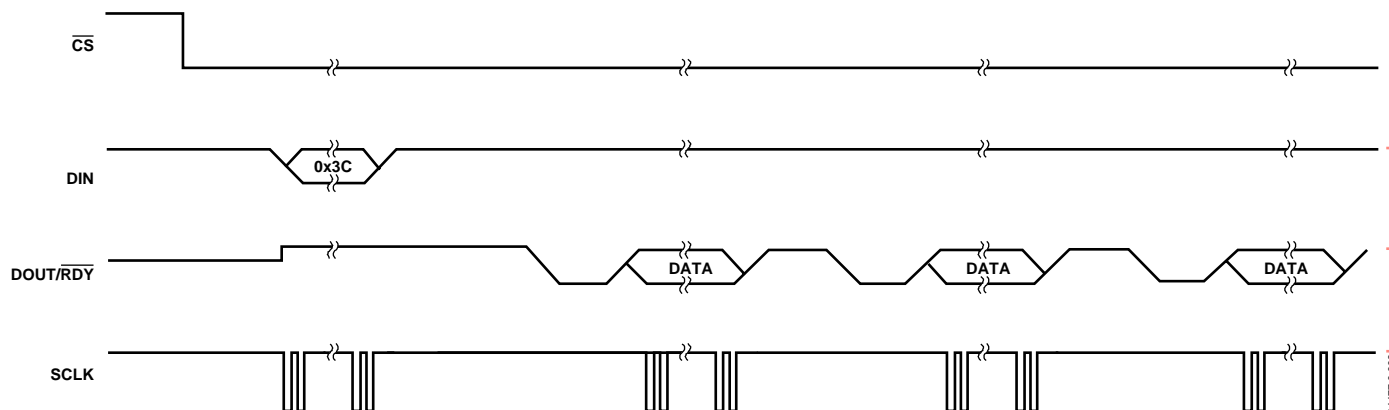 CS
DIN
0x3C
DOUT/RDY
DATA
DATA
DATA
SCLK